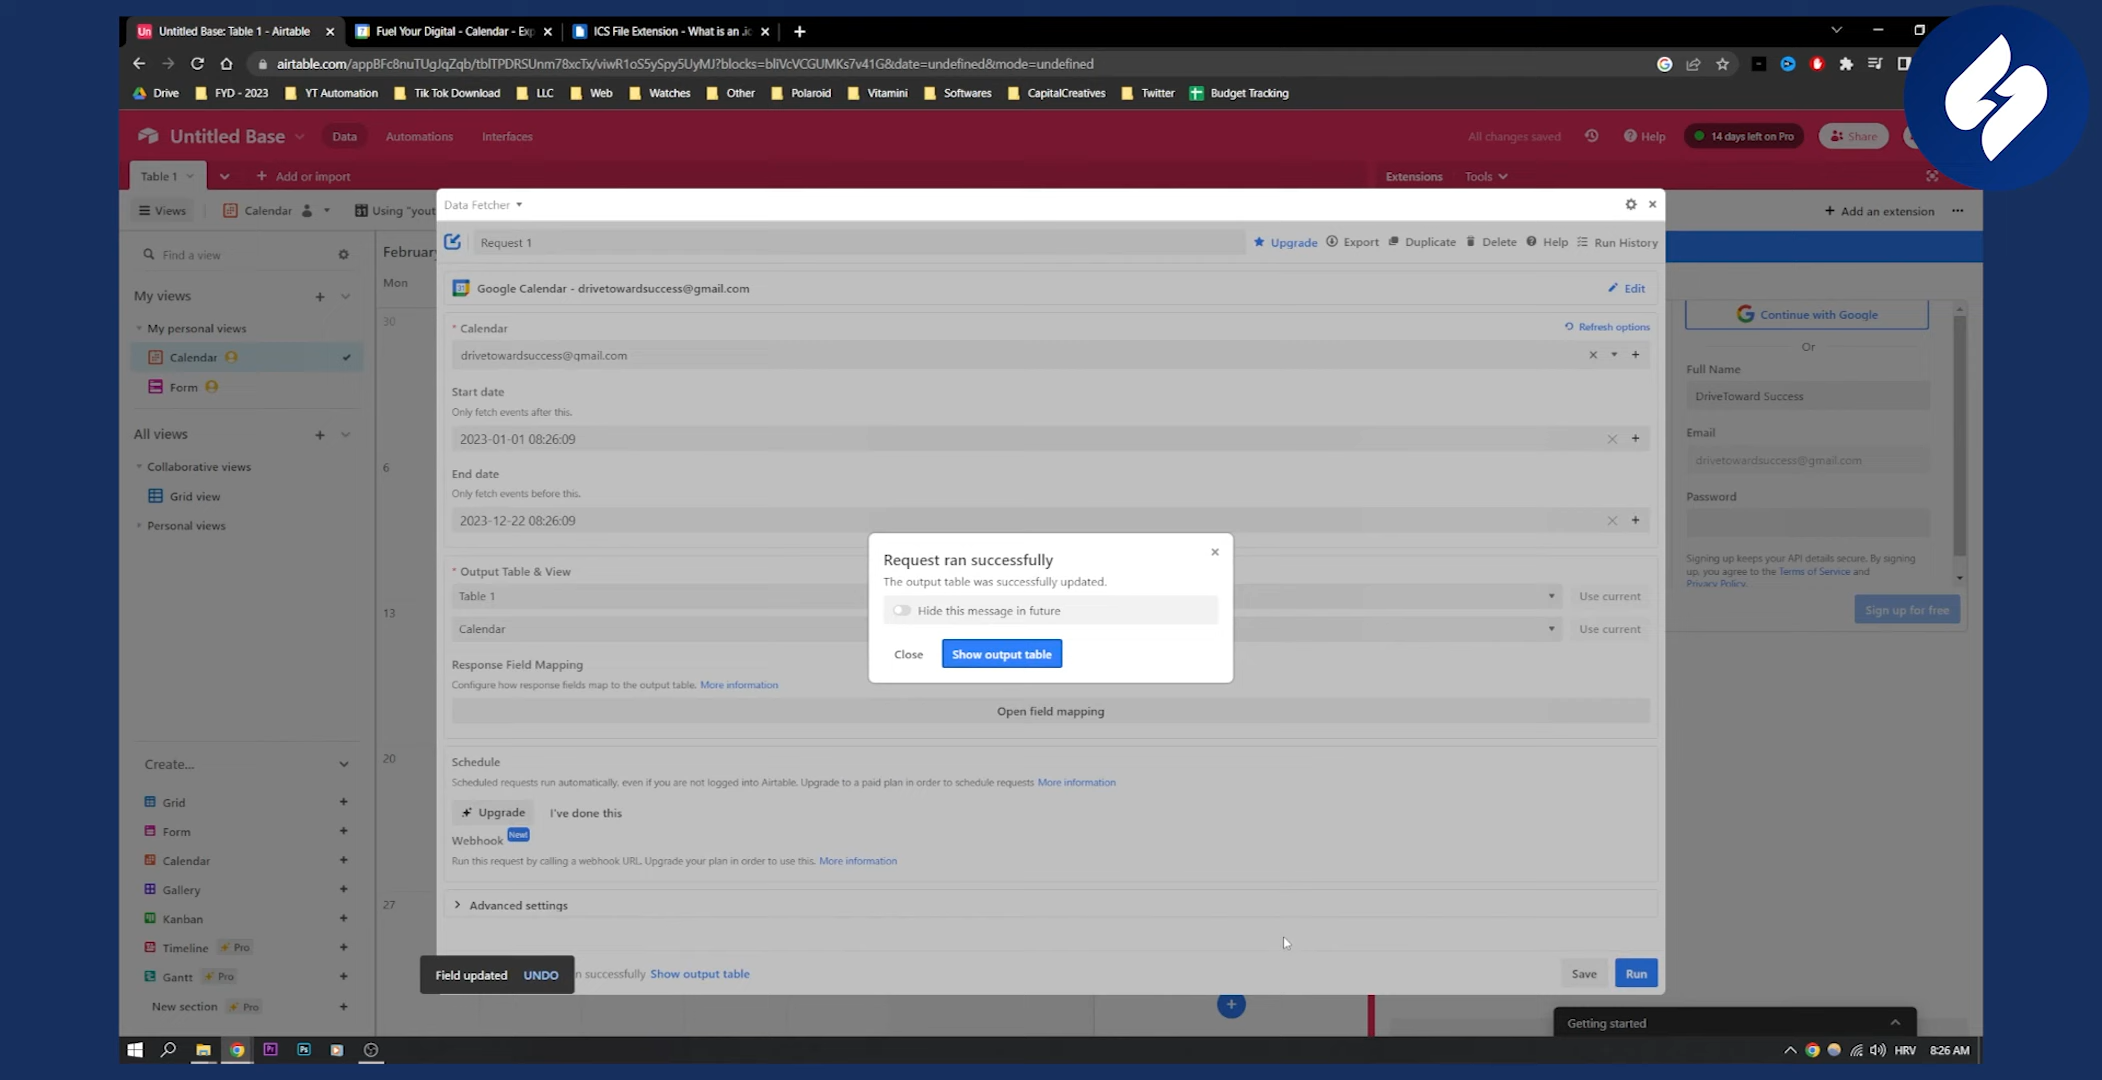 Untitled Base: Table 1 - Airtable
Fuel Your Digital - Calendar - Exp
ICS File Extension - What is an .ic
airtable.com/appBFc8nuTUgJqZqb/tblTPDRSUnm78xcTx/viwR1oS5ySpy5UyMJ?blocks=bliVcVCGUMKs7v41G&date=undefined&mode=undefined
Drive FYD - 2023 YT Automation Tik Tok Download LLC Web Watches Other Polaroid Vitamini Softwares CapitalCreatives Twitter Budget Tracking
Untitled Base Data Automations Interfaces All changes saved Help 14 days left on Pro Share
Table 1 Add or import Extensions Tools
Views Calendar Using "yout Data Fetcher Add an extension
Find a view
Request 1 Upgrade Export Duplicate Delete Help Run History
February
Mon
My views
My personal views
Calendar
Form
All views
Collaborative views
Grid view
Personal views
30
6
13
20
27
Google Calendar - drivetowardsuccess@gmail.com Edit
* Calendar Refresh options
drivetowardsuccess@gmail.com
Start date
Only fetch events after this.
2023-01-01 08:26:09
End date
Only fetch events before this.
2023-12-22 08:26:09
* Output Table & View
Table 1 Use current
Calendar Use current
Response Field Mapping
Configure how response fields map to the output table. More information
Open field mapping
Request ran successfully
The output table was successfully updated.
Hide this message in future
Close Show output table
Schedule
Scheduled requests run automatically, even if you are not logged into Airtable. Upgrade to a paid plan in order to schedule requests More information
Upgrade I've done this
Webhook New!
Run this request by calling a webhook URL. Upgrade your plan in order to use this. More information
Advanced settings
Field updated UNDO
n successfully Show output table
Save Run
Continue with Google
Or
Full Name
DriveToward Success
Email
drivetowardsuccess@gmail.com
Password
Signing up keeps your API details secure. By signing
up, you agree to the Terms of Service and
Privacy Policy.
Sign up for free
Create...
Grid
Form
Calendar
Gallery
Kanban
Timeline Pro
Gantt Pro
New section Pro
Getting started
HRV 8:26 AM